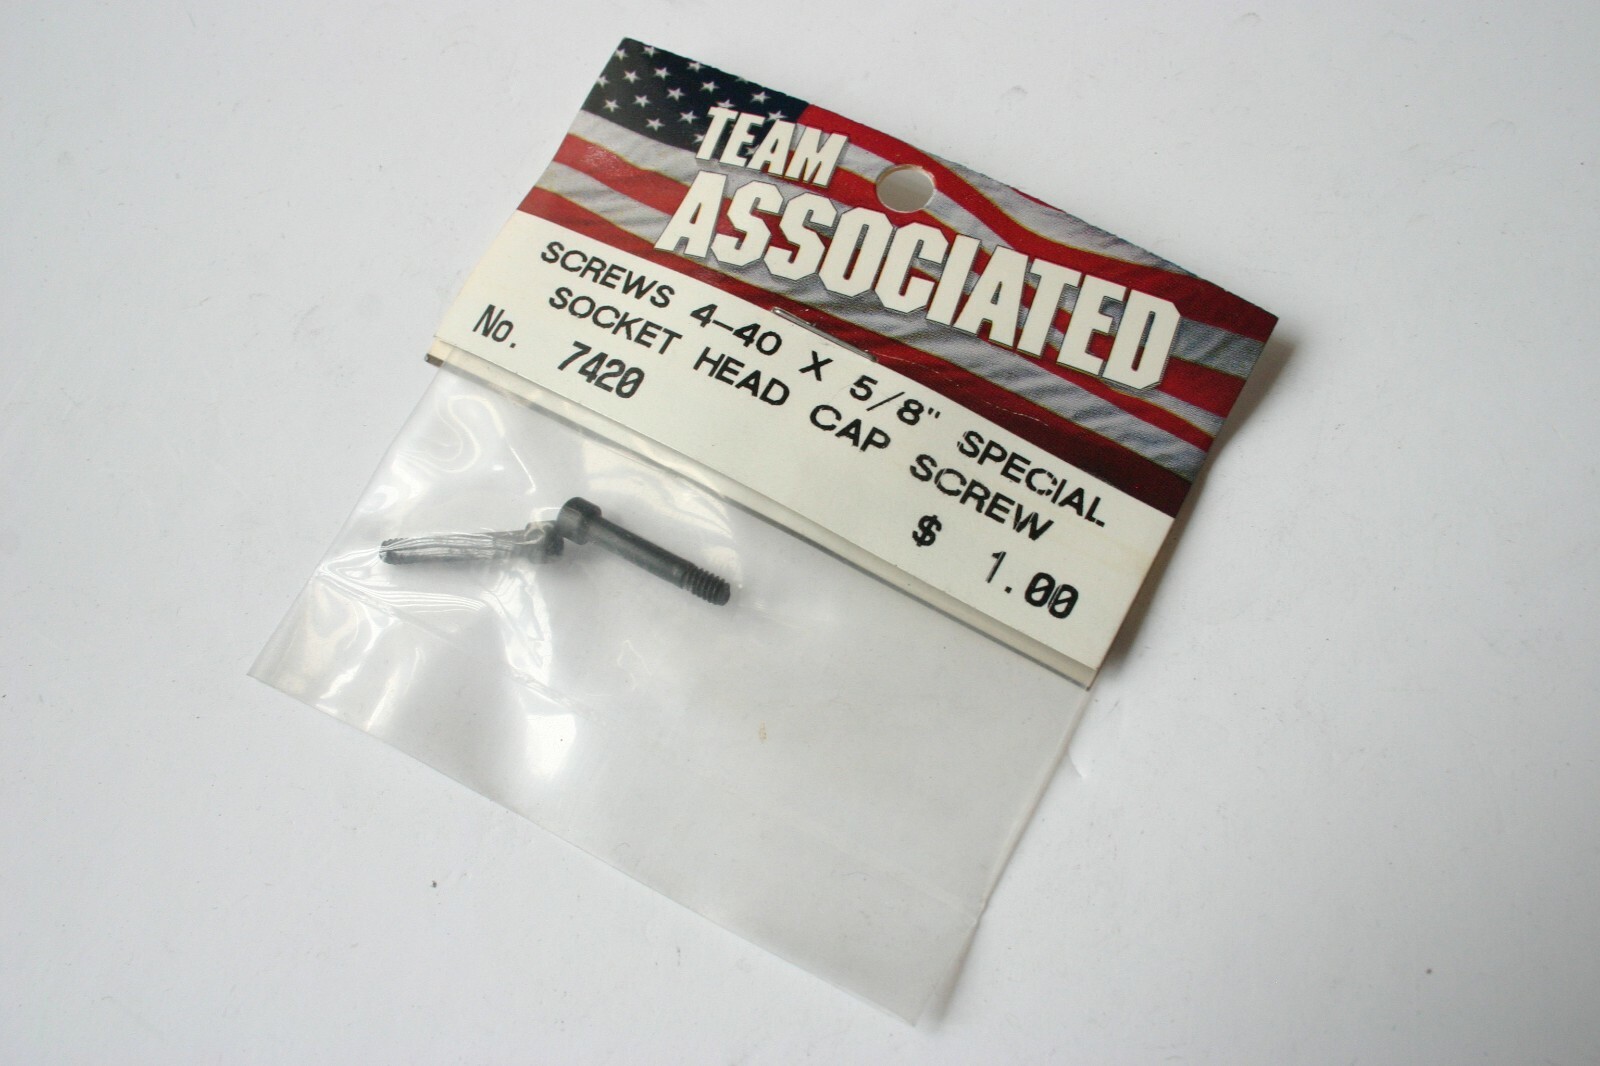 TEAM
ASSOCIATED
SCREWS 4-40 X 5/8" SPECIAL
SOCKET HEAD CAP SCREW
No. 7420
$ 1.00